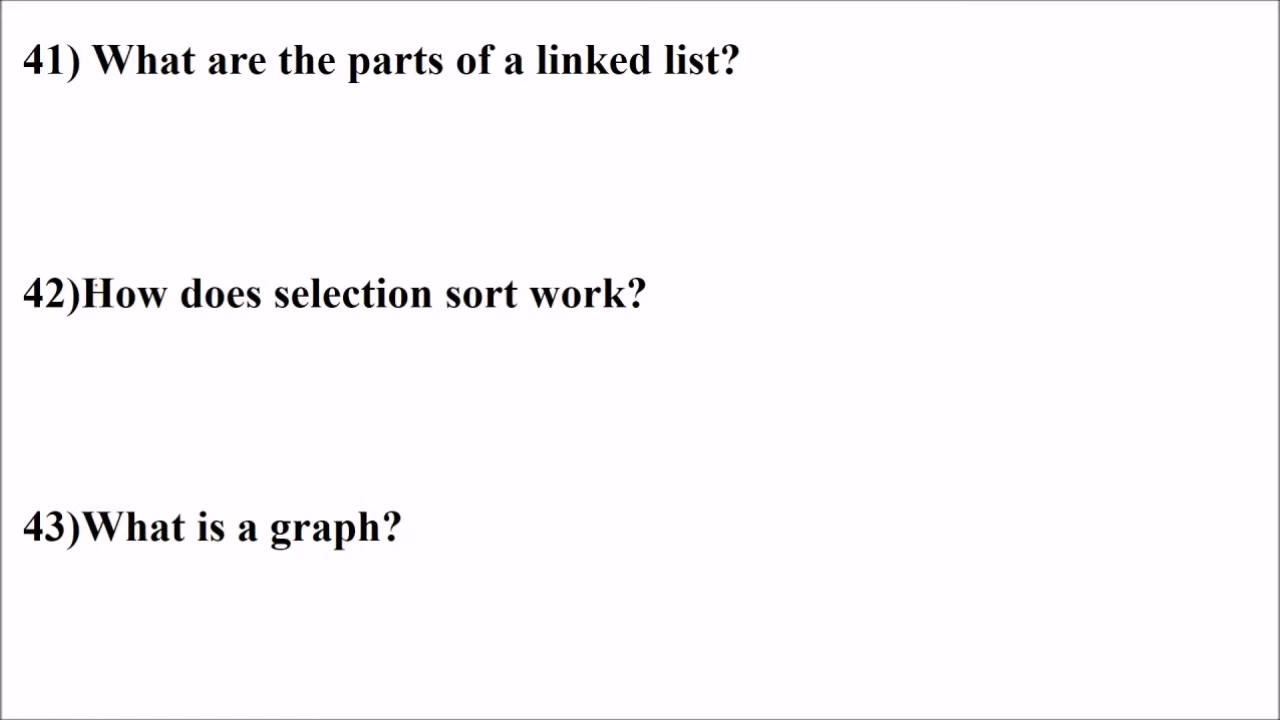 41) What are the parts of a linked list?
42)How does selection sort work?
43)What is a graph?